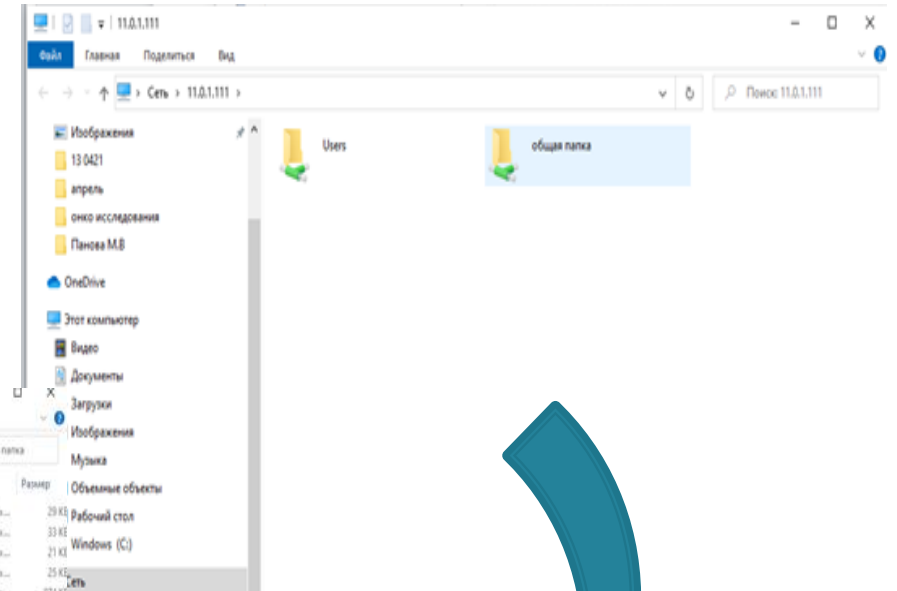 11.0.1.111
Файл Главная Поделиться Вид
Сеть › 11.0.1.111 ›
Поиск: 11.0.1.111
Изображения
13 0421
апрель
онко исследования
Панова М.В
OneDrive
Этот компьютер
Видео
Документы
Загрузки
Изображения
Музыка
Объемные объекты
Рабочий стол
Windows (C:)
Сеть
Users
общая папка
папка
Размер
29 КБ
33 КБ
21 КБ
25 КБ